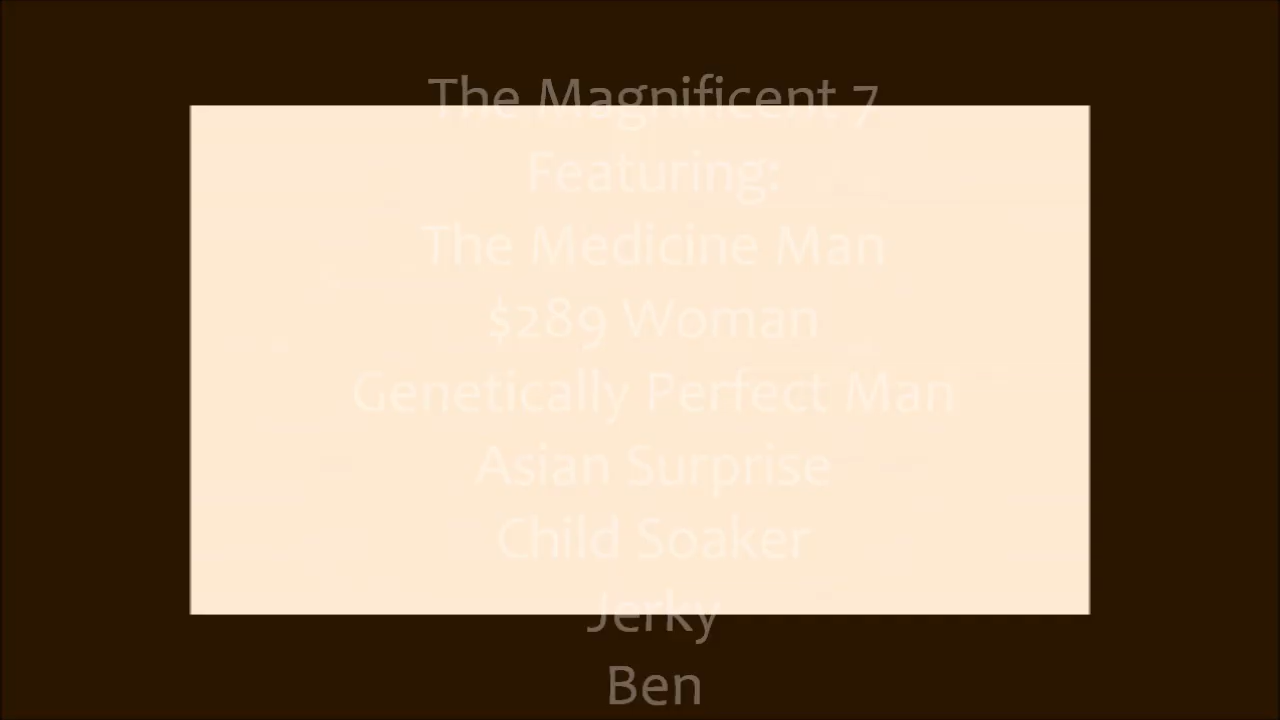 The Magnificent 7
Featuring:
The Medicine Man
$289 Woman
Genetically Perfect Man
Asian Surprise
Child Soaker
Jerky
Ben